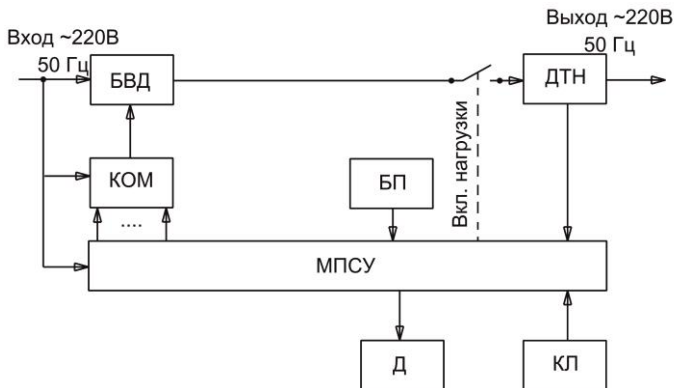 Выход ~220В
50 Гц
Вход ~220В
50 Гц
БВД
ДТН
Вкл. нагрузки
КОМ
БП
....
МПСУ
Д
КЛ